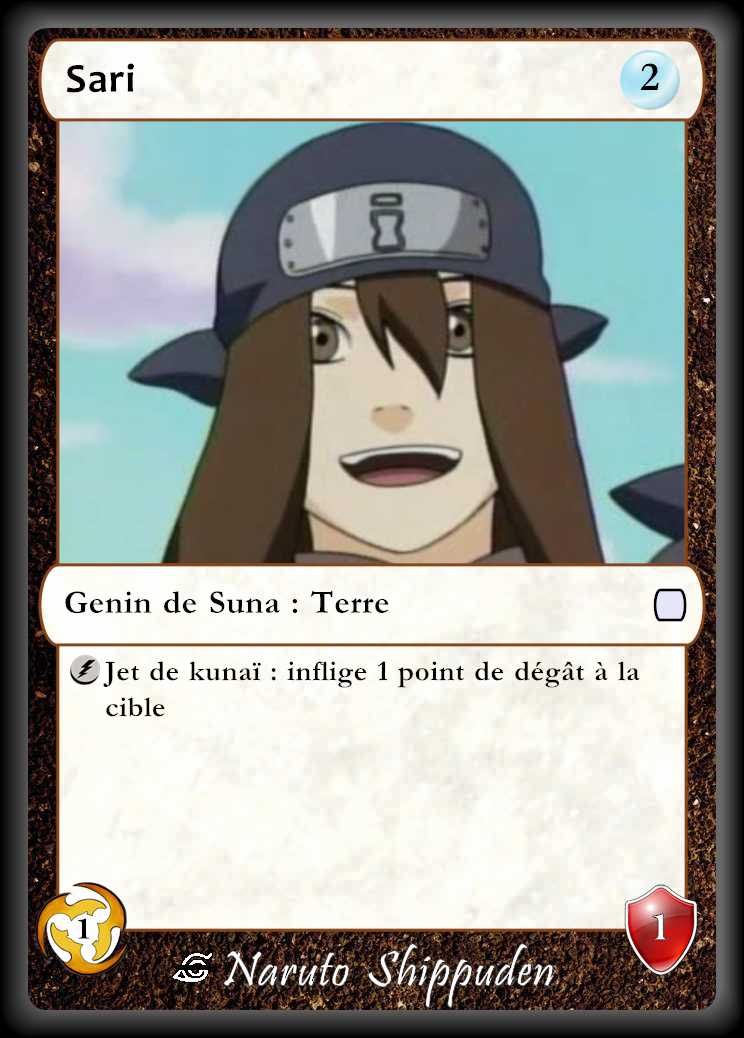 Sari
2
Genin de Suna : Terre
Jet de kunaï : inflige 1 point de dégât à la
cible
1
1
Naruto Shippuden